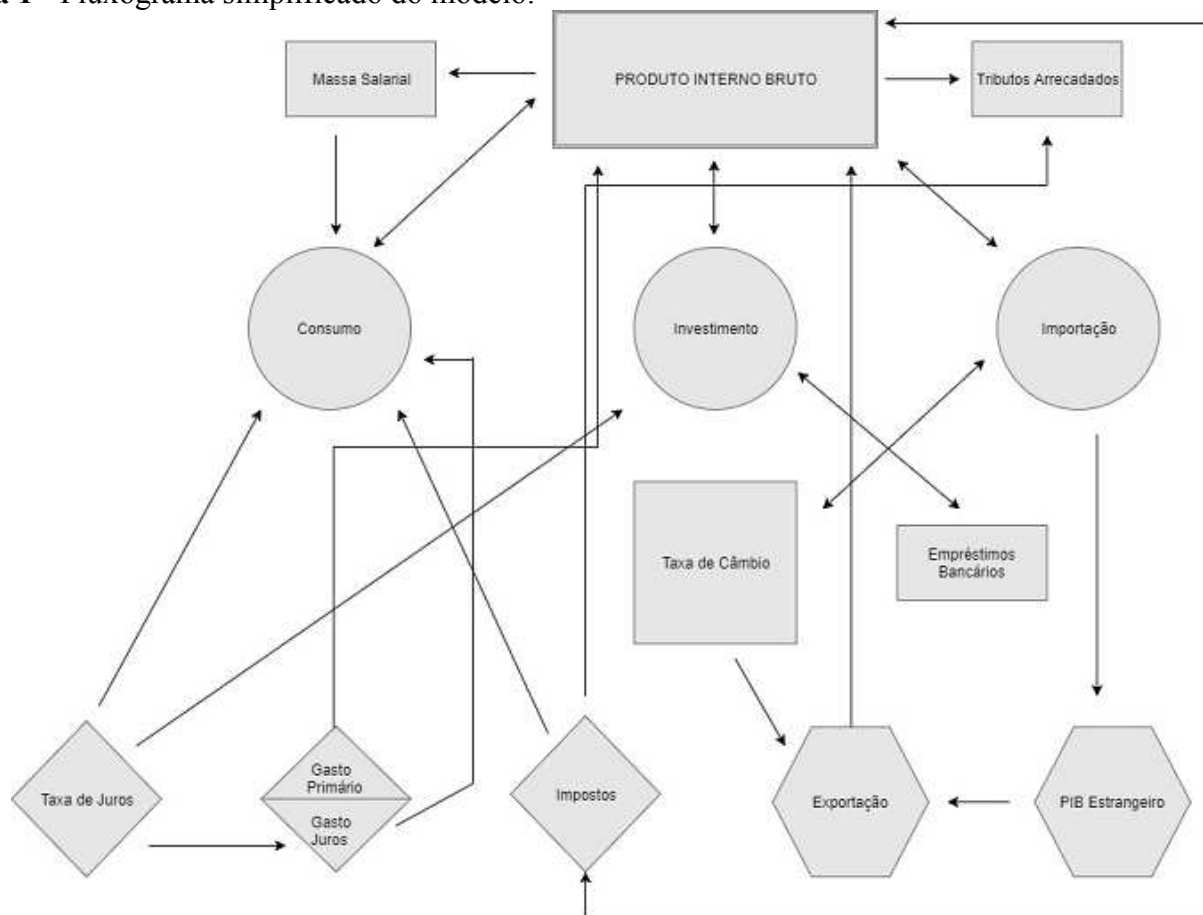 1 - Fluxograma simplificado do modelo.
Massa Salarial
PRODUTO INTERNO BRUTO
Tributos Arrecadados
Consumo
Investimento
Importação
Taxa de Câmbio
Empréstimos
Bancários
Taxa de Juros
Gasto
Primário
Gasto
Juros
Impostos
Exportação
PIB Estrangeiro